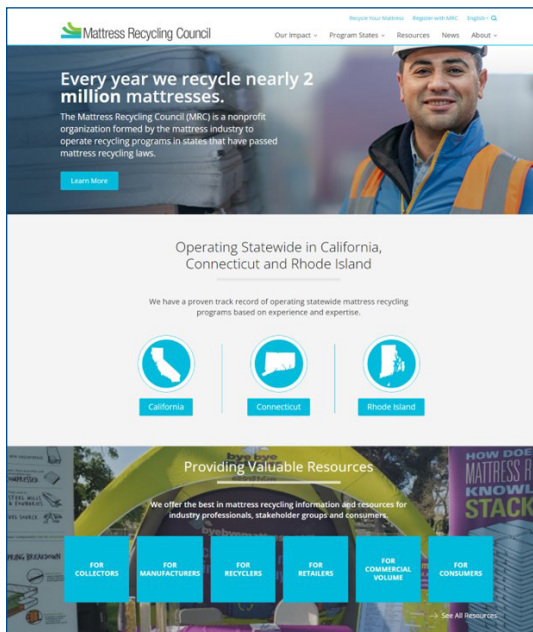 Recycle Your Mattress Register with MRC English
Mattress Recycling Council
Our Impact Program States Resources News About
Every year we recycle nearly 2
million mattresses.
The Mattress Recycling Council (MRC) is a nonprofit
organization formed by the mattress industry to
operate recycling programs in states that have passed
mattress recycling laws.
Learn More
Operating Statewide in California,
Connecticut and Rhode Island
We have a proven track record of operating statewide mattress recycling
programs based on experience and expertise.
California
Connecticut
Rhode Island
bye bye
HOW DOE
MATTRESS R
KNOWL
STACK
Providing Valuable Resources
We offer the best in mattress recycling information and resources for
industry professionals, stakeholder groups and consumers.
FOR
COLLECTORS
FOR
MANUFACTURERS
FOR
RECYCLERS
FOR
RETAILERS
FOR
COMMERCIAL
VOLUME
FOR
CONSUMERS
See All Resources